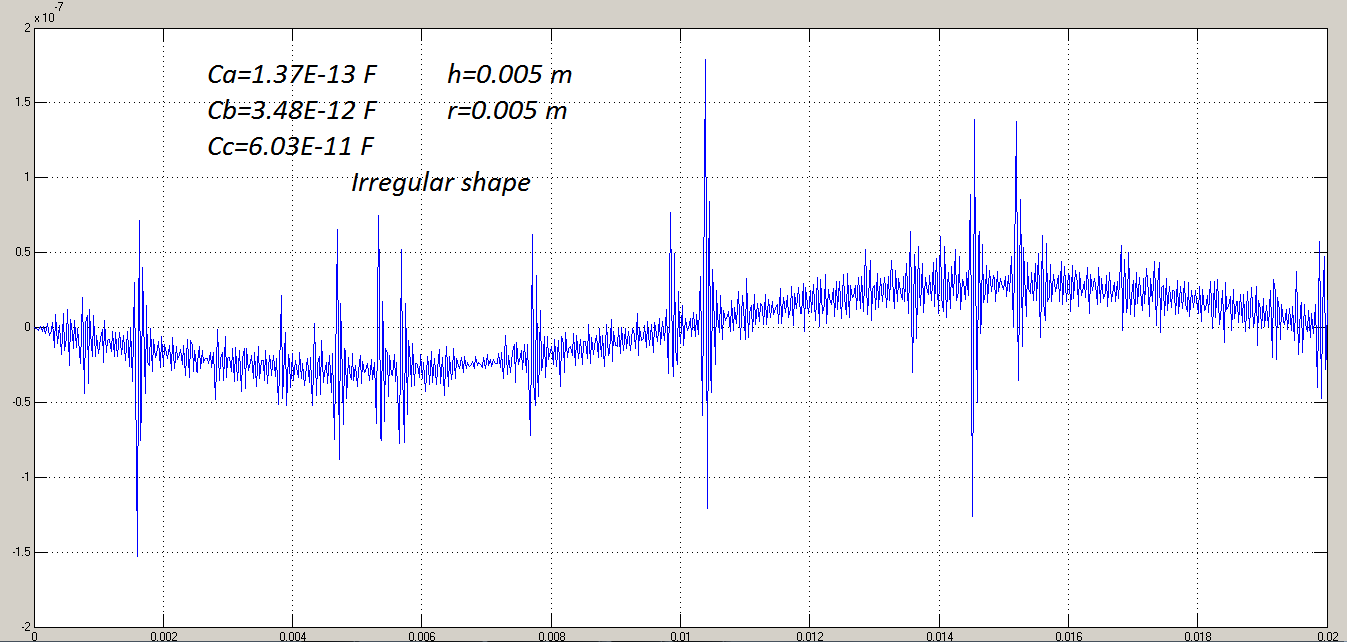 x 10^-7
2
Ca=1.37E-13 F h=0.005 m
1.5
Cb=3.48E-12 F r=0.005 m
Cc=6.03E-11 F
1
Irregular shape
0.5
0
-0.5
-1
-1.5
-2
0 0.002 0.004 0.006 0.008 0.01 0.012 0.014 0.016 0.018 0.02